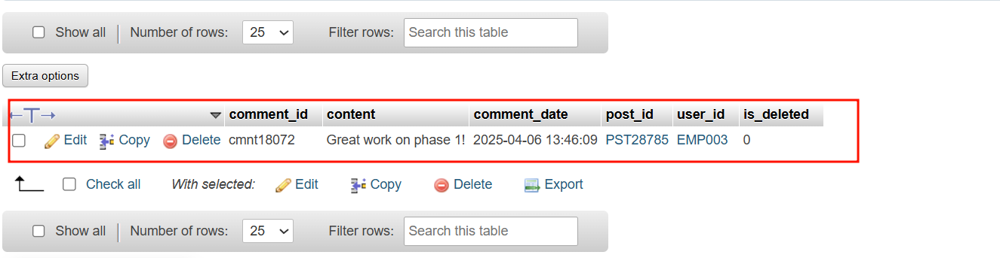 Show all Number of rows: 25 Filter rows: Search this table
Extra options
comment_id content comment_date post_id user_id is_deleted
Edit Copy Delete cmnt18072 Great work on phase 1! 2025-04-06 13:46:09 PST28785 EMP003 0
Check all With selected: Edit Copy Delete Export
Show all Number of rows: 25 Filter rows: Search this table